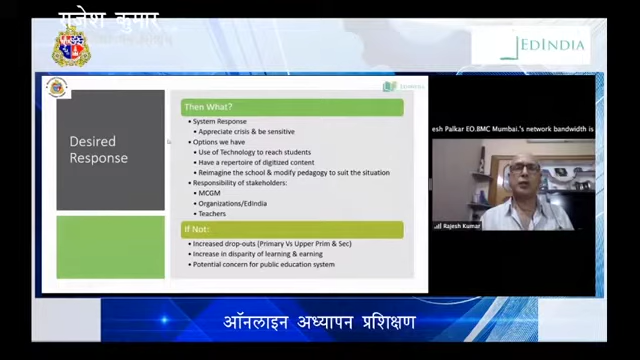 राजेश कुमार
EDINDIA
Desired
Response
Then What?
• System Response
• Appreciate crisis & be sensitive
• Options we have
• Use of Technology to reach students
• Have a repertoire of digitized content
• Reimagine the school & modify pedagogy to suit the situation
• Responsibility of stakeholders:
• MCGM
• Organizations/EdIndia
• Teachers
If Not:
• Increased drop-outs (Primary Vs Upper Prim & Sec)
• Increase in disparity of learning & earning
• Potential concern for public education system
esh Palkar EO.BMC Mumbai.'s network bandwidth is
Rajesh Kumar
ऑनलाइन अध्यापन प्रशिक्षण